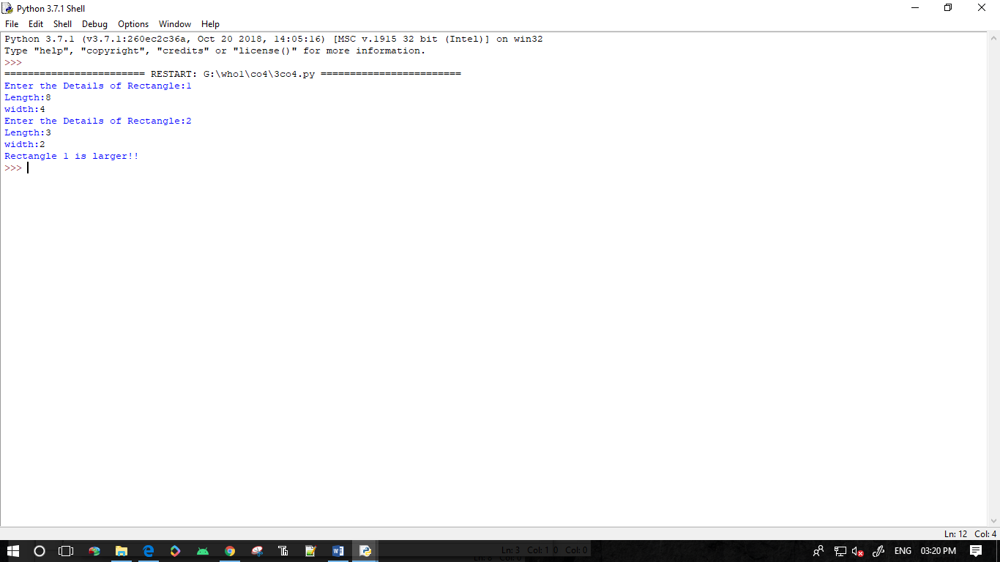 Python 3.7.1 Shell
File Edit Shell Debug Options Window Help
Python 3.7.1 (v3.7.1:260ec2c36a, Oct 20 2018, 14:05:16) [MSC v.1915 32 bit (Intel)] on win32
Type "help", "copyright", "credits" or "license()" for more information.
>>>
======================== RESTART: G:\who1\co4\3co4.py ========================
Enter the Details of Rectangle:1
Length:8
width:4
Enter the Details of Rectangle:2
Length:3
width:2
Rectangle 1 is larger!!
>>>
Ln: 12 Col: 4
Ln: 3 Col: 1 0 Col: 0
ENG 03:20 PM